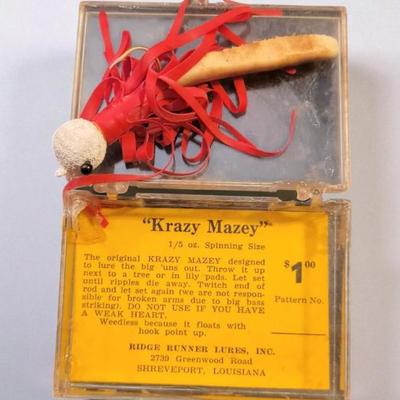 "Krazy Mazey"
1/5 oz. Spinning Size
The original KRAZY MAZEY designed
to lure the big 'uns out. Throw it up
next to a tree or in lily pads. Let set
until ripples die away. Twitch end of
rod and let set again (we are not respon-
sible for broken arms due to big bass
striking). DO NOT USE IF YOU HAVE
A WEAK HEART.
Weedless because it floats with
hook point up.
RIDGE RUNNER LURES, INC.
2739 Greenwood Road
SHREVEPORT, LOUISIANA
$1.00
Pattern No.